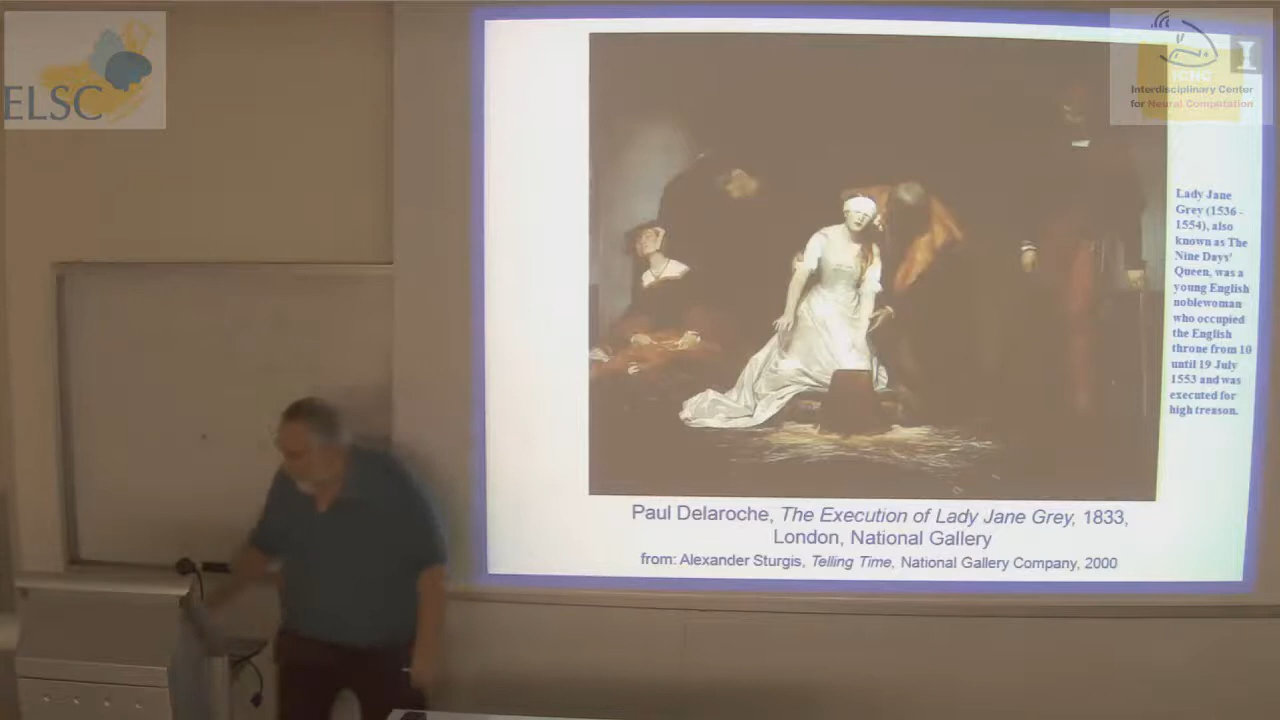 ELSC
ICNC
Interdisciplinary Center
for Neural Computation
Lady Jane
Grey (1536 -
1554), also
known as The
Nine Days'
Queen, was a
young English
noblewoman
who occupied
the English
throne from 10
until 19 July
1553 and was
executed for
high treason.
Paul Delaroche, The Execution of Lady Jane Grey, 1833,
London, National Gallery
from: Alexander Sturgis, Telling Time, National Gallery Company, 2000